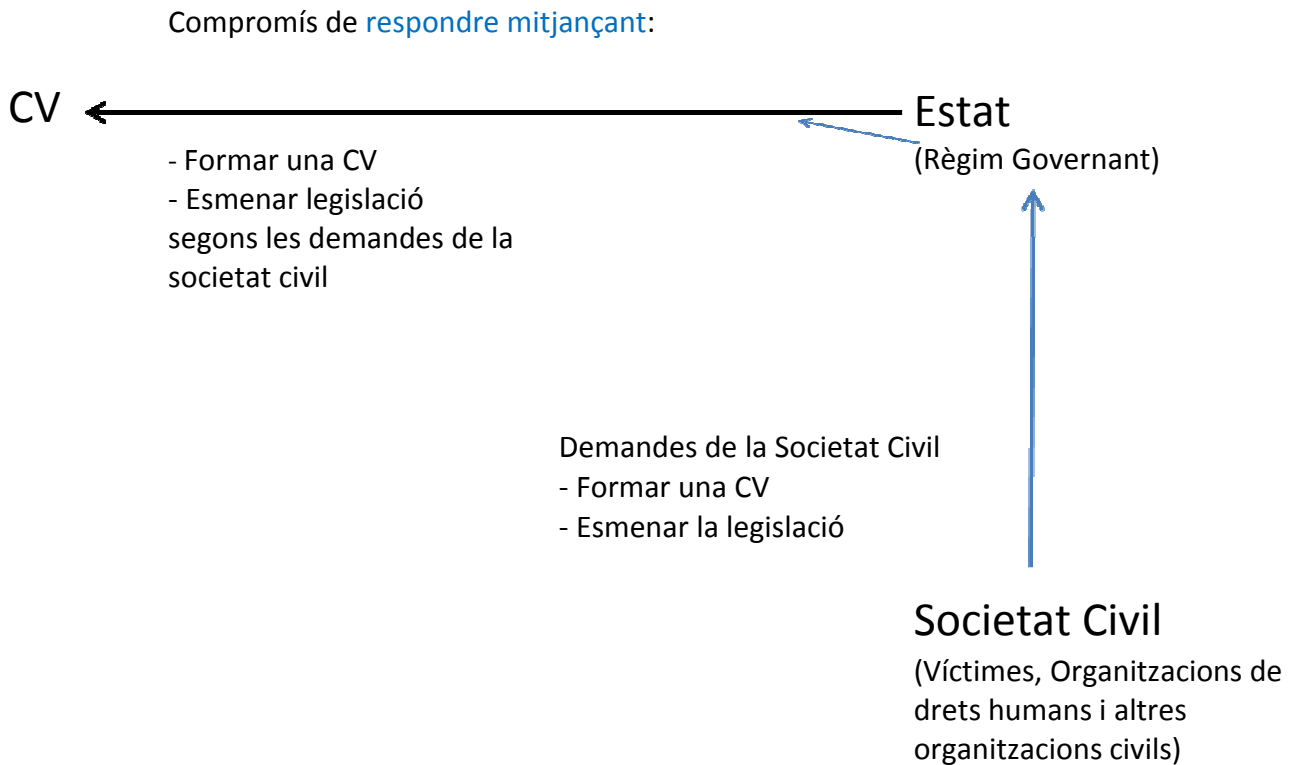 Compromís de respondre mitjançant:
CV
Estat
(Règim Governant)
- Formar una CV
- Esmenar legislació
segons les demandes de la
societat civil
Demandes de la Societat Civil
- Formar una CV
- Esmenar la legislació
Societat Civil
(Víctimes, Organitzacions de
drets humans i altres
organitzacions civils)